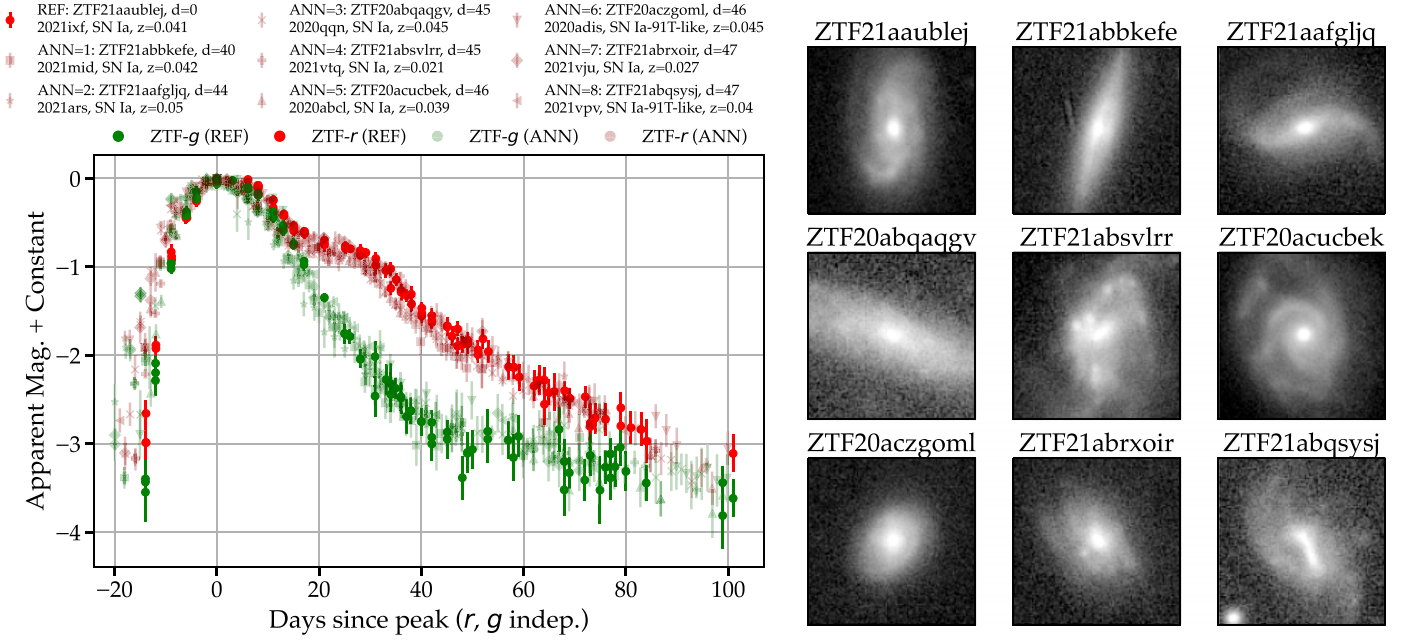 REF: ZTF21aaublej, d=0
2021ixf, SN Ia, z=0.041
ANN=1: ZTF21abbkefe, d=40
2021mid, SN Ia, z=0.042
ANN=2: ZTF21aafgljq, d=44
2021ars, SN Ia, z=0.05
ANN=3: ZTF20abqaqgv, d=45
2020qqn, SN Ia, z=0.045
ANN=4: ZTF21absvlrr, d=45
2021vtq, SN Ia, z=0.021
ANN=5: ZTF20acucbek, d=46
2020abcl, SN Ia, z=0.039
ANN=6: ZTF20aczgoml, d=46
2020adis, SN Ia-91T-like, z=0.045
ANN=7: ZTF21abrxoir, d=47
2021vju, SN Ia, z=0.027
ANN=8: ZTF21abqsysj, d=47
2021vpv, SN Ia-91T-like, z=0.04
ZTF-g (REF) ZTF-r (REF) ZTF-g (ANN) ZTF-r (ANN)
Apparent Mag. + Constant
0
−1
−2
−3
−4
−20 0 20 40 60 80 100
Days since peak (r, g indep.)
ZTF21aaublej ZTF21abbkefe ZTF21aafgljq
ZTF20abqaqgv ZTF21absvlrr ZTF20acucbek
ZTF20aczgoml ZTF21abrxoir ZTF21abqsysj